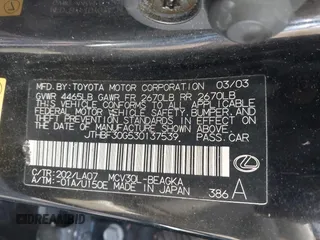 MFD. BY: TOYOTA MOTOR CORPORATION 03/03
GVWR 4465LB GAWR FR 2670LB RR 2670LB
THIS VEHICLE CONFORMS TO ALL APPLICABLE
FEDERAL MOTOR VEHICLE SAFETY, BUMPER, AND
THEFT PREVENTION STANDARDS IN EFFECT ON
THE DATE OF MANUFACTURE SHOWN ABOVE.
JTHBF30G530137539 PASS. CAR
C/TR: 202/LA07 MCV30L-BEAGKA
A/TM: -01A/U150E MADE IN JAPAN 386 A